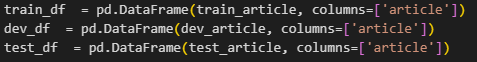 train_df  = pd.DataFrame(train_article, columns=['article'])
dev_df  = pd.DataFrame(dev_article, columns=['article'])
test_df  = pd.DataFrame(test_article, columns=['article'])